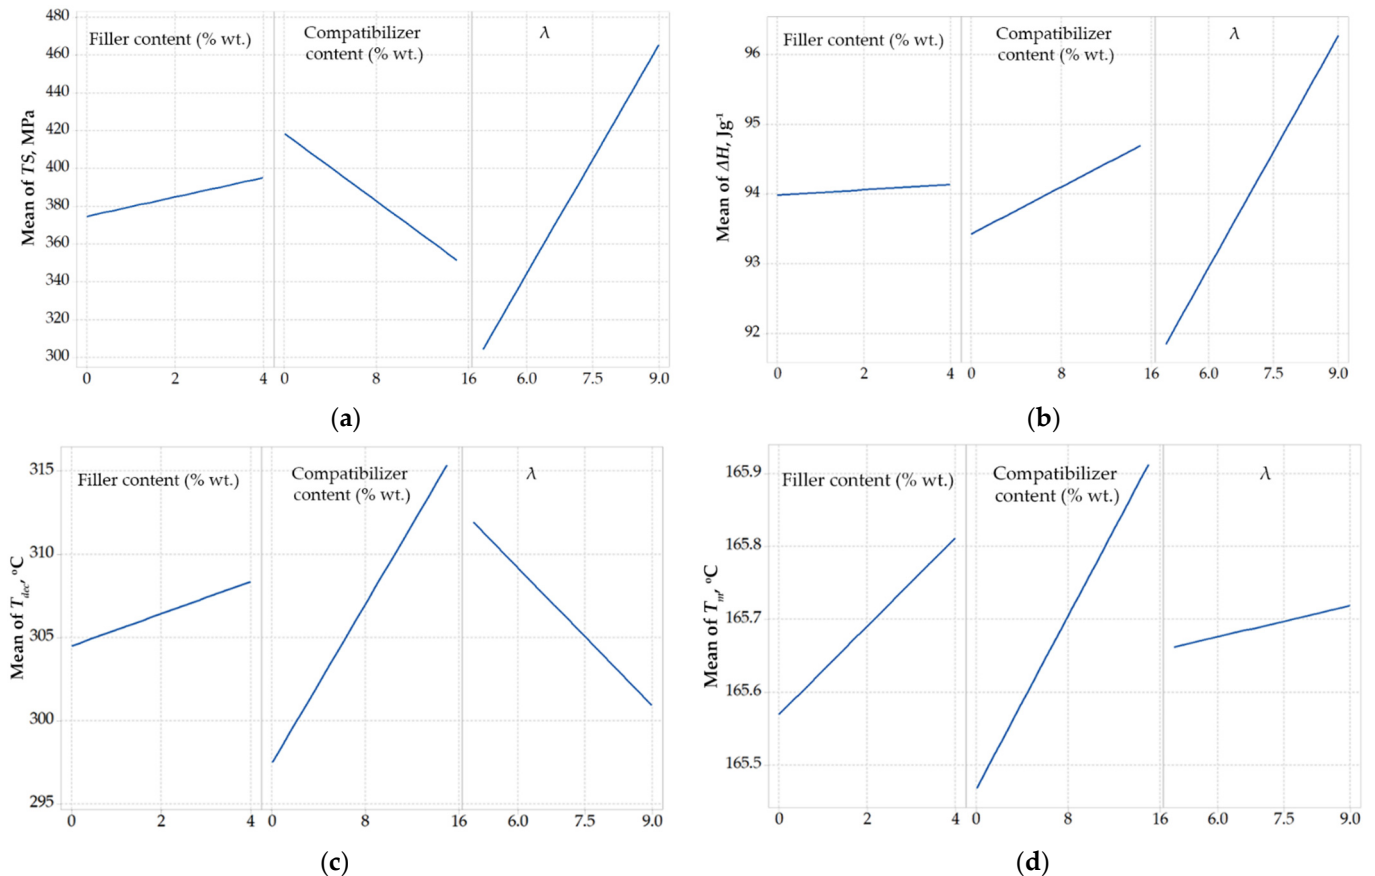 Filler content (% wt.)
Compatibilizer
content (% wt.)
λ
Mean of TS, MPa
480
460
440
420
400
380
360
340
320
300
0 2 4 0 8 16 6.0 7.5 9.0
(a)
Filler content (% wt.)
Compatibilizer
content (% wt.)
λ
Mean of ΔH, Jg-1
96
95
94
93
92
0 2 4 0 8 16 6.0 7.5 9.0
(b)
Filler content (% wt.)
Compatibilizer
content (% wt.)
λ
Mean of Tdec, °C
315
310
305
300
295
0 2 4 0 8 16 6.0 7.5 9.0
(c)
Filler content (% wt.)
Compatibilizer
content (% wt.)
λ
Mean of Tm, °C
165.9
165.8
165.7
165.6
165.5
0 2 4 0 8 16 6.0 7.5 9.0
(d)